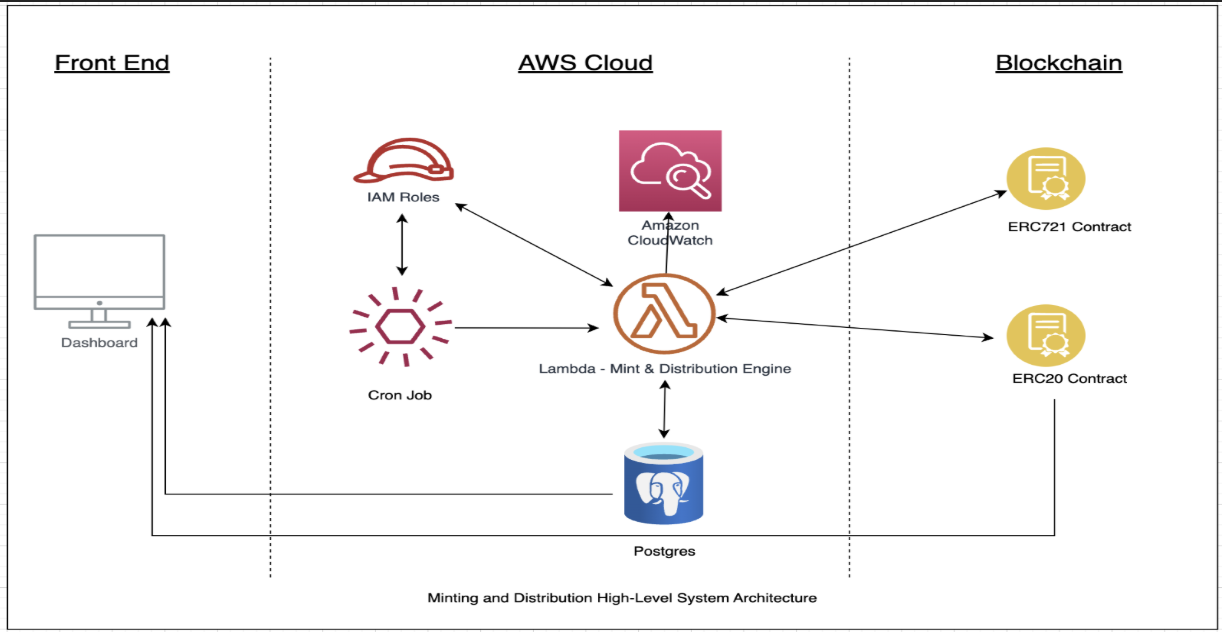 Front End
AWS Cloud
Blockchain
IAM Roles
Amazon
CloudWatch
ERC721 Contract
Dashboard
Lambda - Mint & Distribution Engine
ERC20 Contract
Cron Job
Postgres
Minting and Distribution High-Level System Architecture